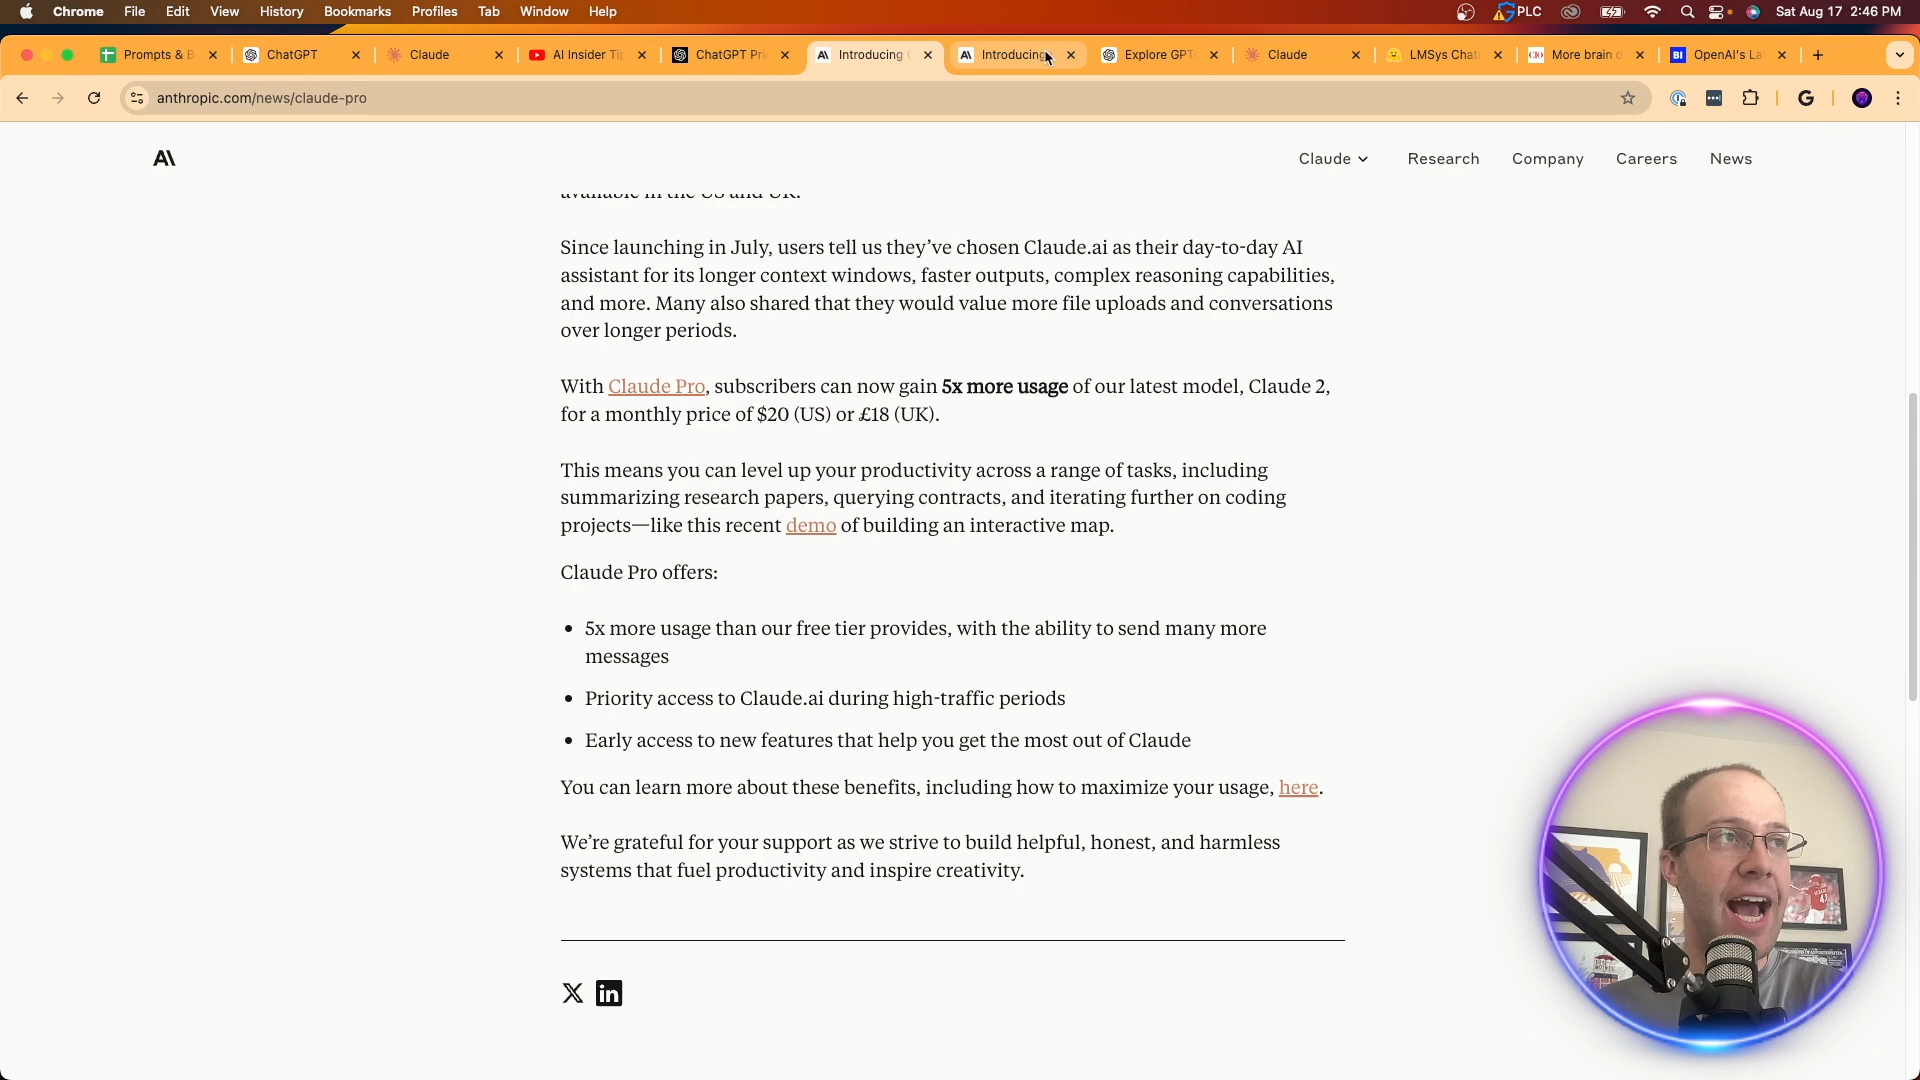 Chrome File Edit View History Bookmarks Profiles Tab Window Help PLC Sat Aug 17 2:46 PM
Prompts & B ChatGPT Claude AI Insider Tip ChatGPT Pri Introducing Introducing Explore GPTs Claude LMSys Chat CIO More brain d BI OpenAI's La
anthropic.com/news/claude-pro
Claude Research Company Careers News
available in the US and UK.
Since launching in July, users tell us they’ve chosen Claude.ai as their day-to-day AI
assistant for its longer context windows, faster outputs, complex reasoning capabilities,
and more. Many also shared that they would value more file uploads and conversations
over longer periods.
With Claude Pro, subscribers can now gain 5x more usage of our latest model, Claude 2,
for a monthly price of $20 (US) or £18 (UK).
This means you can level up your productivity across a range of tasks, including
summarizing research papers, querying contracts, and iterating further on coding
projects—like this recent demo of building an interactive map.
Claude Pro offers:
• 5x more usage than our free tier provides, with the ability to send many more
messages
• Priority access to Claude.ai during high-traffic periods
• Early access to new features that help you get the most out of Claude
You can learn more about these benefits, including how to maximize your usage, here.
We’re grateful for your support as we strive to build helpful, honest, and harmless
systems that fuel productivity and inspire creativity.